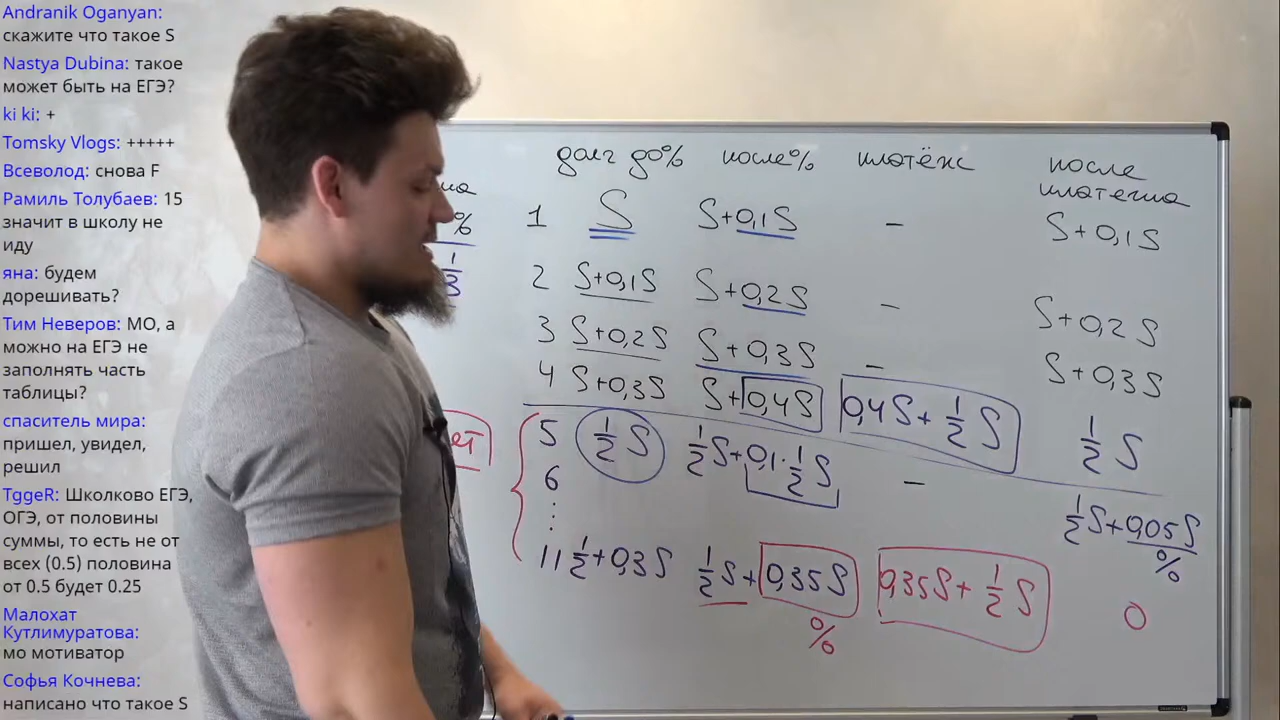 Andranik Oganyan:
скажите что такое S
Nastya Dubina: такое
может быть на ЕГЭ?
ki ki: +
Tomsky Vlogs: +++++
Всеволод: снова F
Рамиль Толубаев: 15
значит в школу не
иду
яна: будем
дорешивать?
Тим Неверов: МО, а
можно на ЕГЭ не
заполнять часть
таблицы?
спаситель мира:
пришел, увидел,
решил
TggeR: Школково ЕГЭ,
ОГЭ, от половины
суммы, то есть не от
всех (0.5) половина
от 0.5 будет 0.25
Малохат
Кутлимуратова:
мо мотиватор
Софья Кочнева:
написано что такое S
долг до% после% платёж после платежа
1 S S+0,1S – S+0,1S
2 S+0,1S S+0,2S – S+0,2S
3 S+0,2S S+0,3S – S+0,3S
4 S+0,3S S+0,4S 0,4S+1/2 S 1/2 S
5 1/2 S 1/2 S+0,1·1/2 S – 1/2 S+0,05S
%
6
⋮
11 1/2+0,3S 1/2 S+0,35S 0,35S+1/2 S 0
%
%
1/3